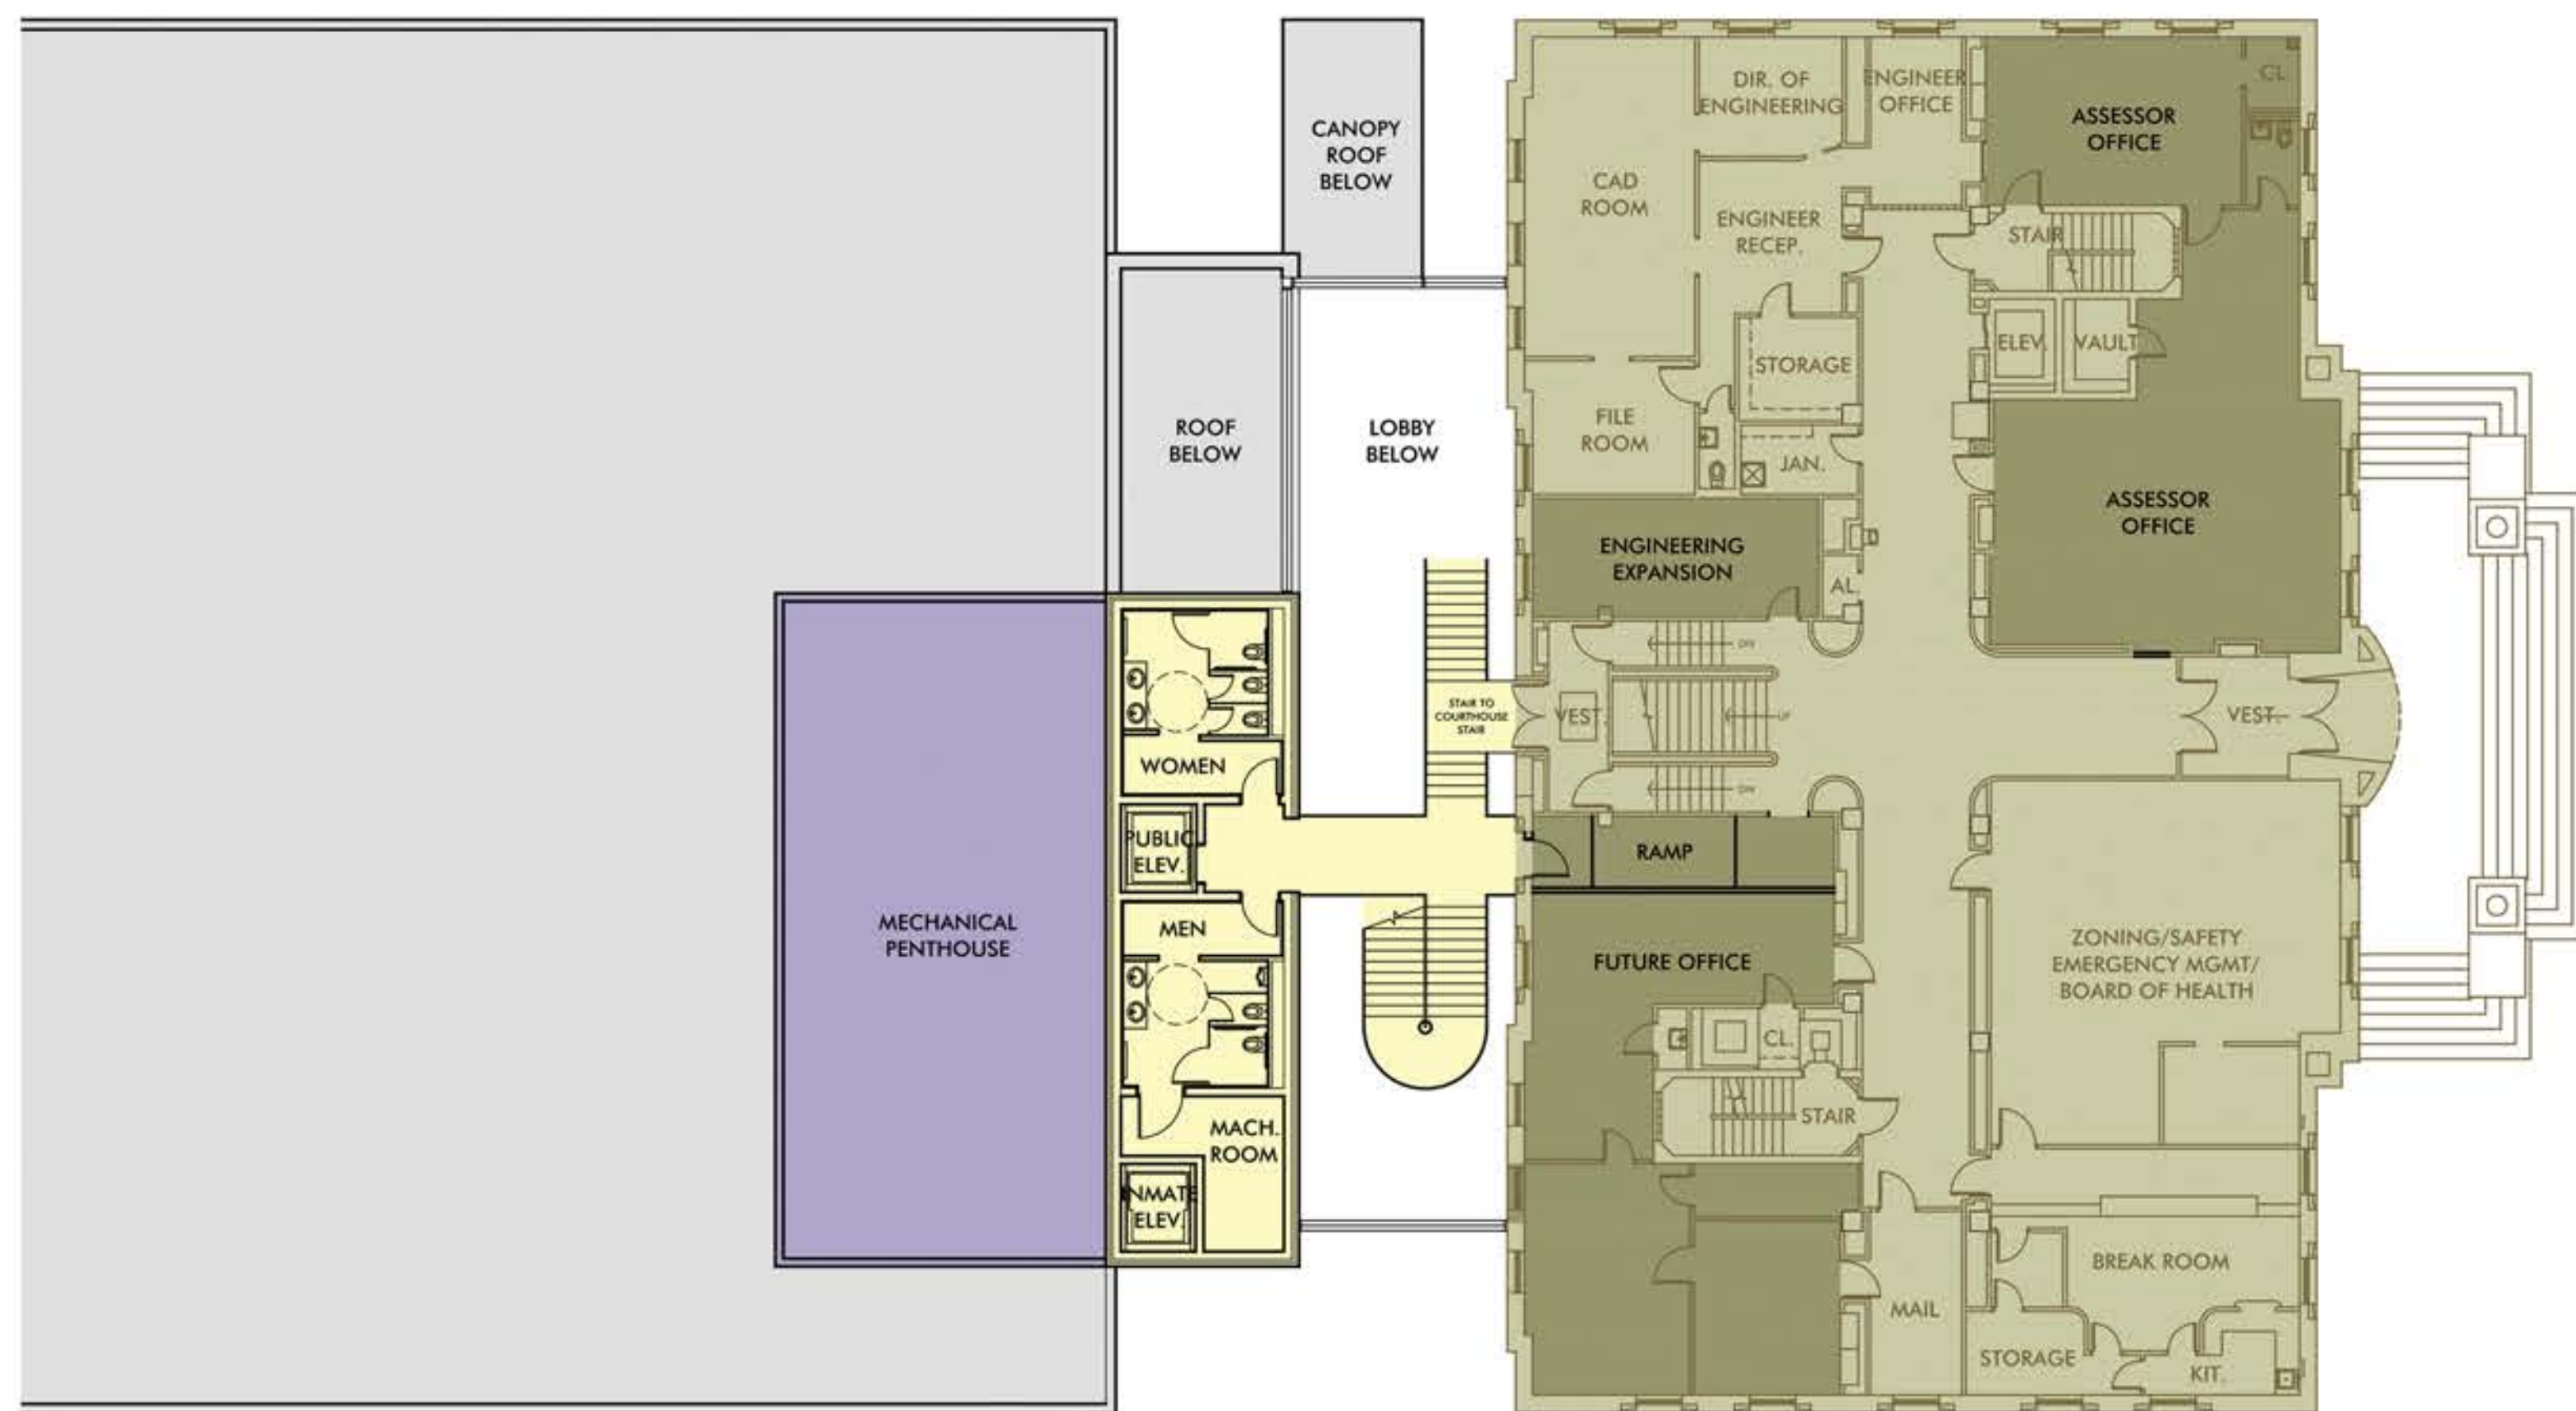 CANOPY
ROOF
BELOW
DIR. OF
ENGINEERING
ENGINEER
OFFICE
ASSESSOR
OFFICE
CL.
CAD
ROOM
ENGINEER
RECEP.
STAIR
ELEV.
VAULT
STORAGE
ROOF
BELOW
LOBBY
BELOW
FILE
ROOM
JAN.
ASSESSOR
OFFICE
ENGINEERING
EXPANSION
AL.
DN
STAIR TO
COURTHOUSE
STAIR
VEST.
UP
VEST.
WOMEN
DN
PUBLIC
ELEV.
RAMP
MECHANICAL
PENTHOUSE
MEN
FUTURE OFFICE
ZONING/SAFETY
EMERGENCY MGMT/
BOARD OF HEALTH
CL.
STAIR
MACH.
ROOM
INMATE
ELEV.
BREAK ROOM
MAIL
STORAGE
KIT.